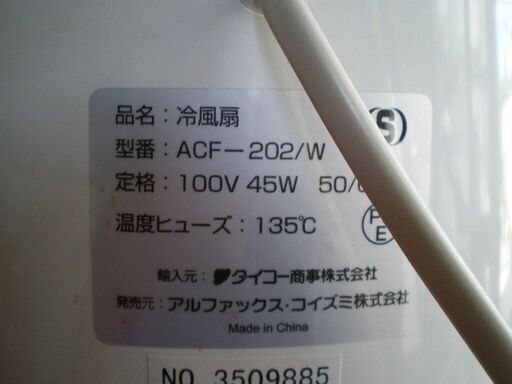 品名：冷風扇
型番：ACF－202/W
定格：100V 45W 50/
温度ヒューズ：135℃
輸入元：タイコー商事株式会社
発売元：アルファックス・コイズミ株式会社
Made in China
NO 3509885